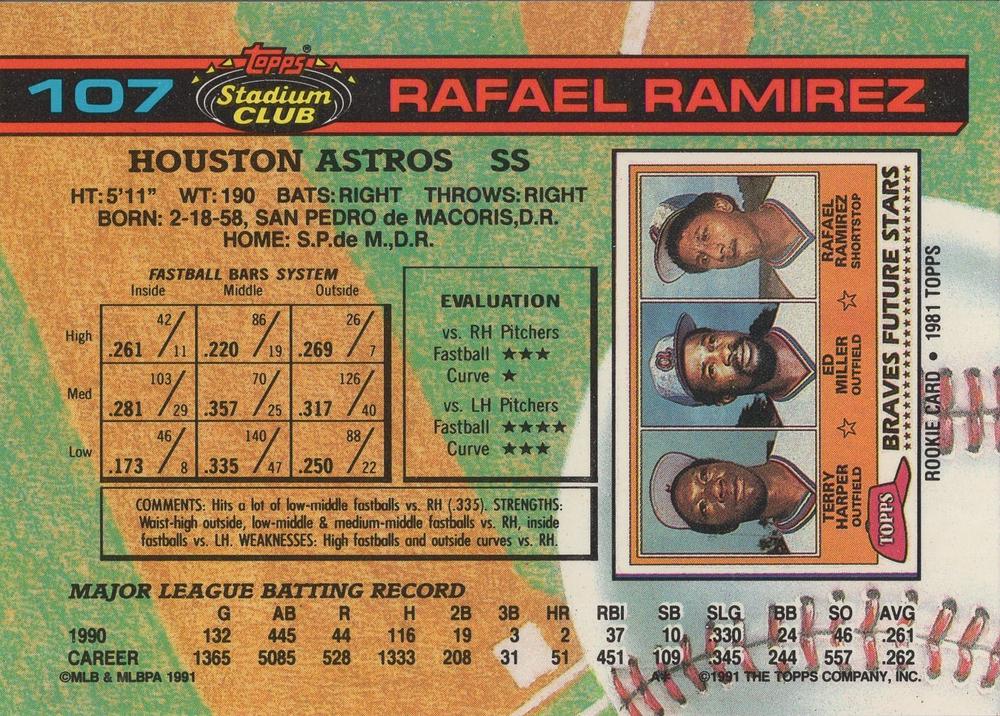 107
Topps®
Stadium
CLUB
RAFAEL RAMIREZ
HOUSTON ASTROS SS
HT:5'11" WT:190 BATS:RIGHT THROWS:RIGHT
BORN: 2-18-58, SAN PEDRO de MACORIS,D.R.
HOME: S.P.de M.,D.R.
FASTBALL BARS SYSTEM
Inside Middle Outside
High 42/11 .261 86/19 .220 26/7 .269
Med 103/29 .281 70/25 .357 126/40 .317
Low 46/8 .173 140/47 .335 88/22 .250
EVALUATION
vs. RH Pitchers
Fastball ★★★
Curve ★
vs. LH Pitchers
Fastball ★★★★
Curve ★★★
COMMENTS: Hits a lot of low-middle fastballs vs. RH (.335). STRENGTHS:
Waist-high outside, low-middle & medium-middle fastballs vs. RH, inside
fastballs vs. LH. WEAKNESSES: High fastballs and outside curves vs. RH.
TERRY
HARPER
OUTFIELD
☆
ED
MILLER
OUTFIELD
☆
RAFAEL
RAMIREZ
SHORTSTOP
TOPPS
BRAVES FUTURE STARS
ROOKIE CARD • 1981 TOPPS
MAJOR LEAGUE BATTING RECORD
G AB R H 2B 3B HR RBI SB SLG BB SO AVG
1990 132 445 44 116 19 3 2 37 10 .330 24 46 .261
CAREER 1365 5085 528 1333 208 31 51 451 109 .345 244 557 .262
©MLB & MLBPA 1991 A* ©1991 THE TOPPS COMPANY, INC.